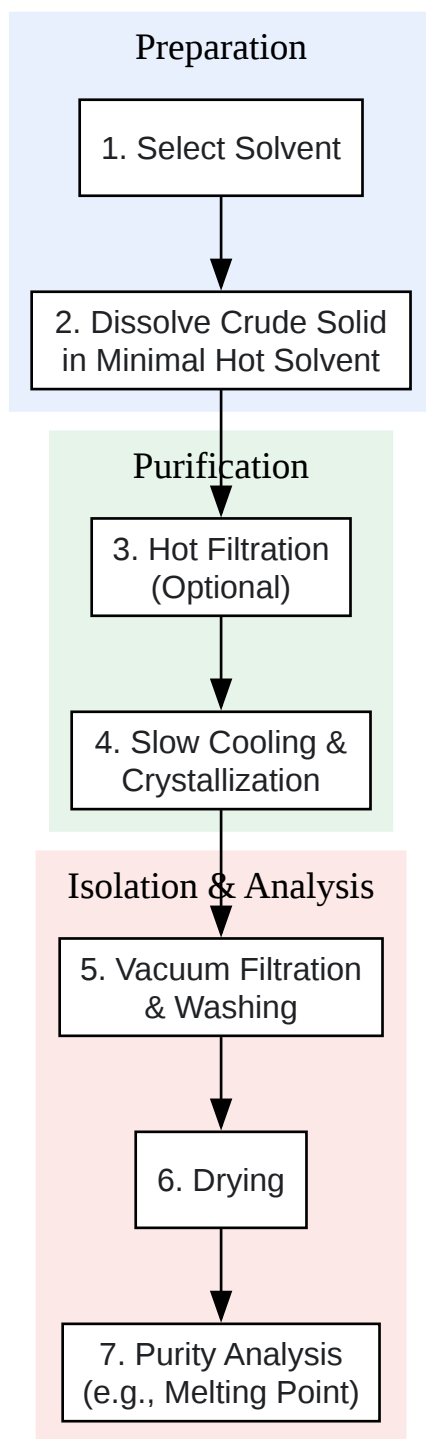 Preparation
1. Select Solvent
2. Dissolve Crude Solid
in Minimal Hot Solvent
Purification
3. Hot Filtration
(Optional)
4. Slow Cooling &
Crystallization
Isolation & Analysis
5. Vacuum Filtration
& Washing
6. Drying
7. Purity Analysis
(e.g., Melting Point)